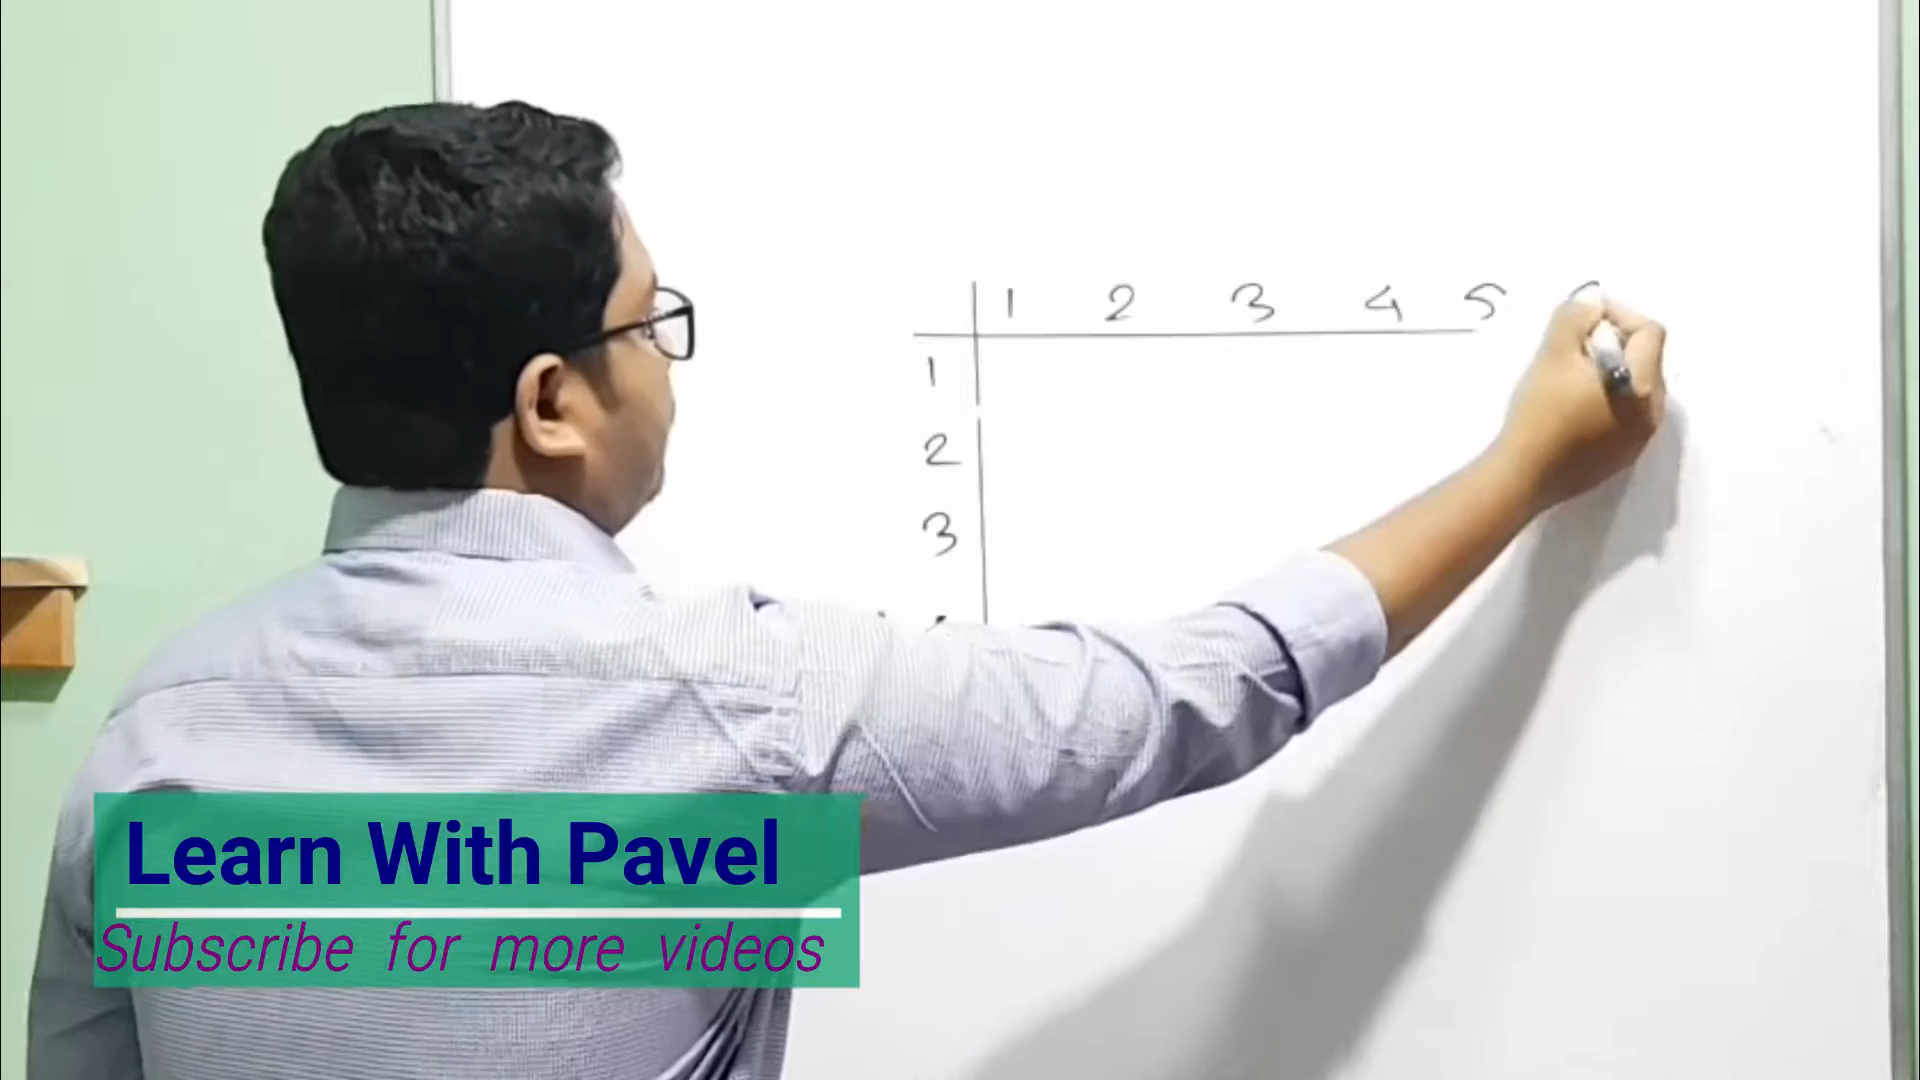 1 2 3 4 5
1
2
3
Learn With Pavel
Subscribe for more videos